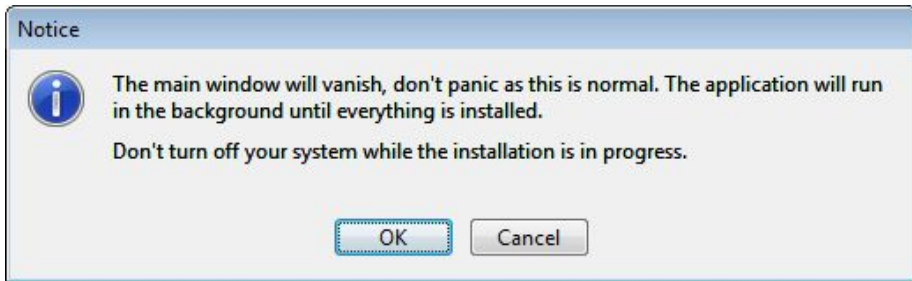 Notice
The main window will vanish, don't panic as this is normal. The application will run
in the background until everything is installed.
Don't turn off your system while the installation is in progress.
OK
Cancel